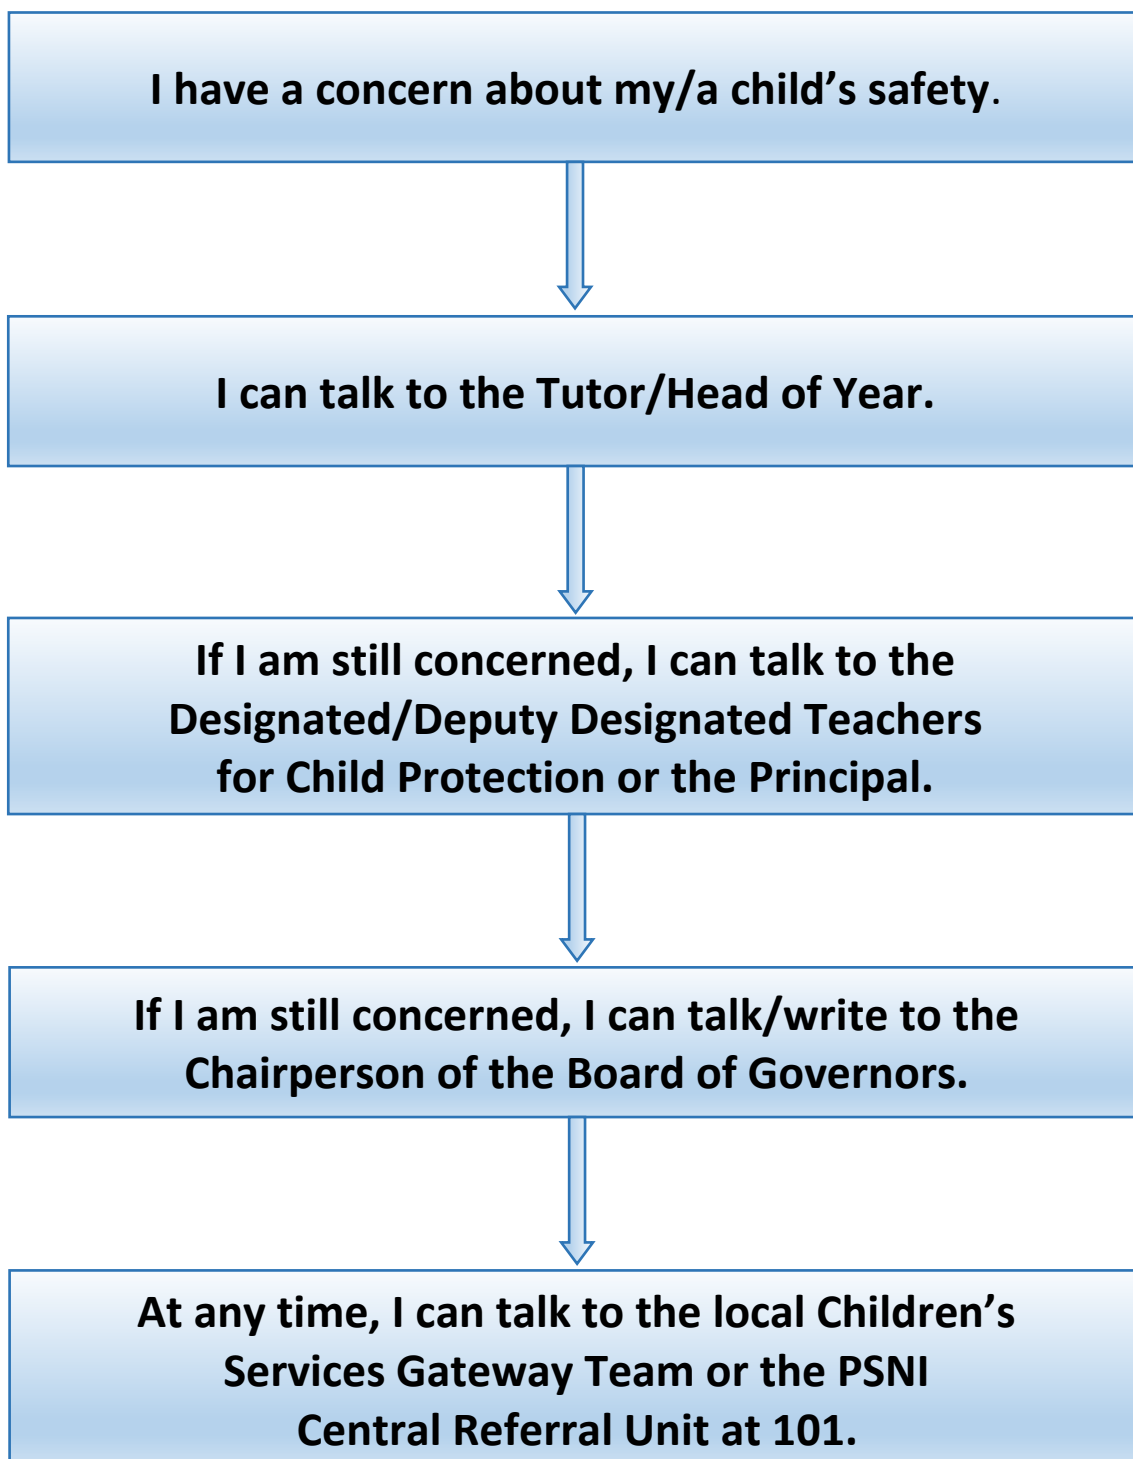 I have a concern about my/a child’s safety.
I can talk to the Tutor/Head of Year.
If I am still concerned, I can talk to the
Designated/Deputy Designated Teachers
for Child Protection or the Principal.
If I am still concerned, I can talk/write to the
Chairperson of the Board of Governors.
At any time, I can talk to the local Children’s
Services Gateway Team or the PSNI
Central Referral Unit at 101.